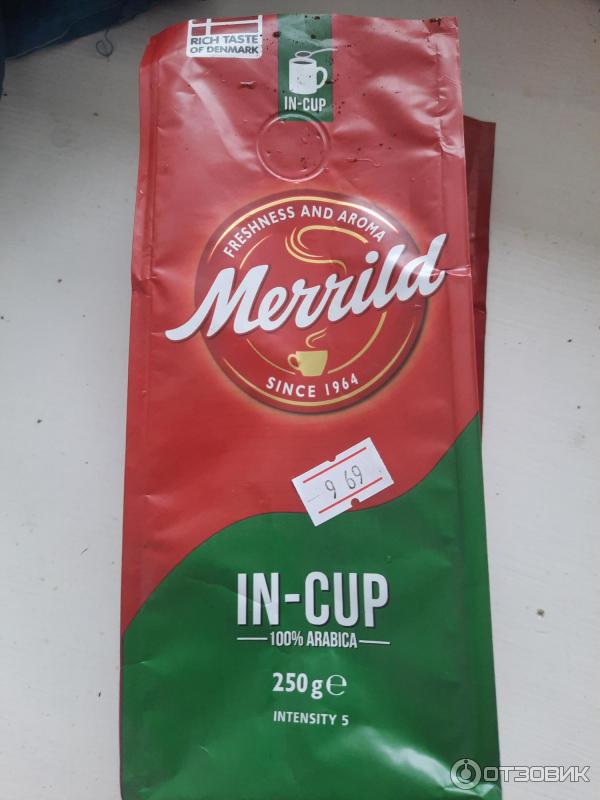 RICH TASTE
OF DENMARK
IN-CUP
FRESHNESS AND AROMA
Merrild
SINCE 1964
9 69
IN-CUP
100% ARABICA
250 g e
INTENSITY 5
ОТЗОВИК